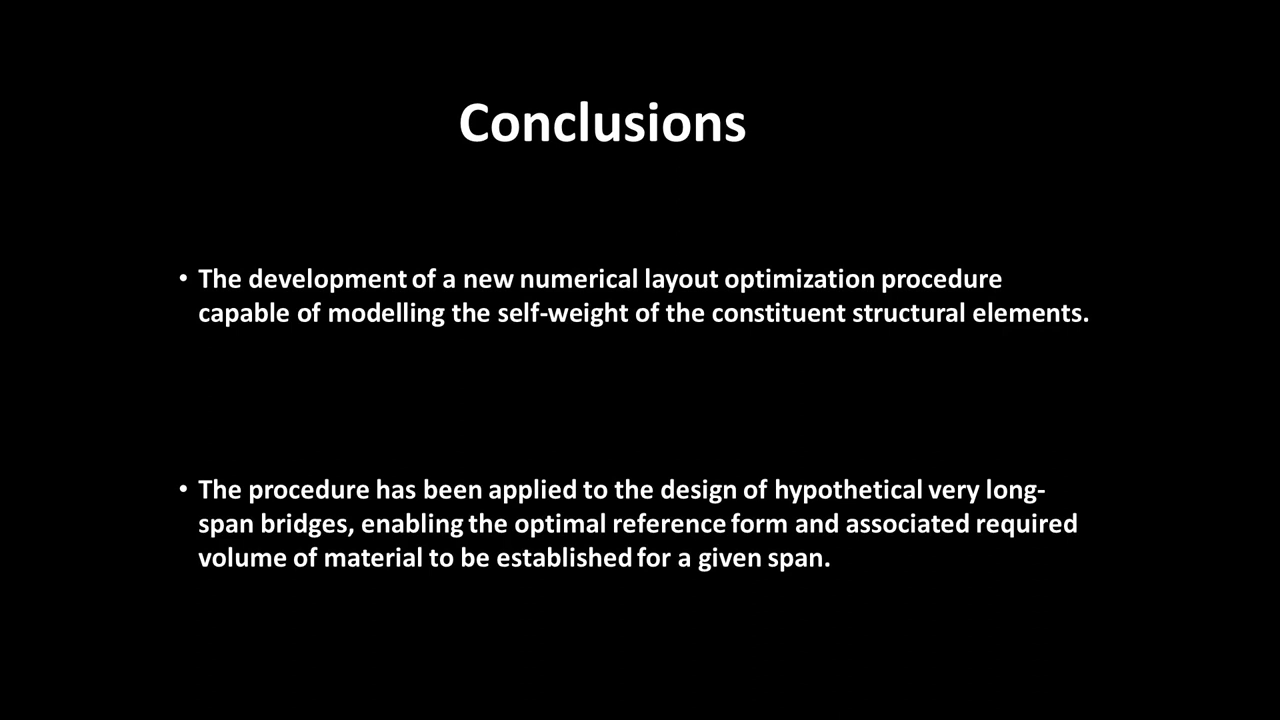 Conclusions
• The development of a new numerical layout optimization procedure
capable of modelling the self-weight of the constituent structural elements.
• The procedure has been applied to the design of hypothetical very long-
span bridges, enabling the optimal reference form and associated required
volume of material to be established for a given span.